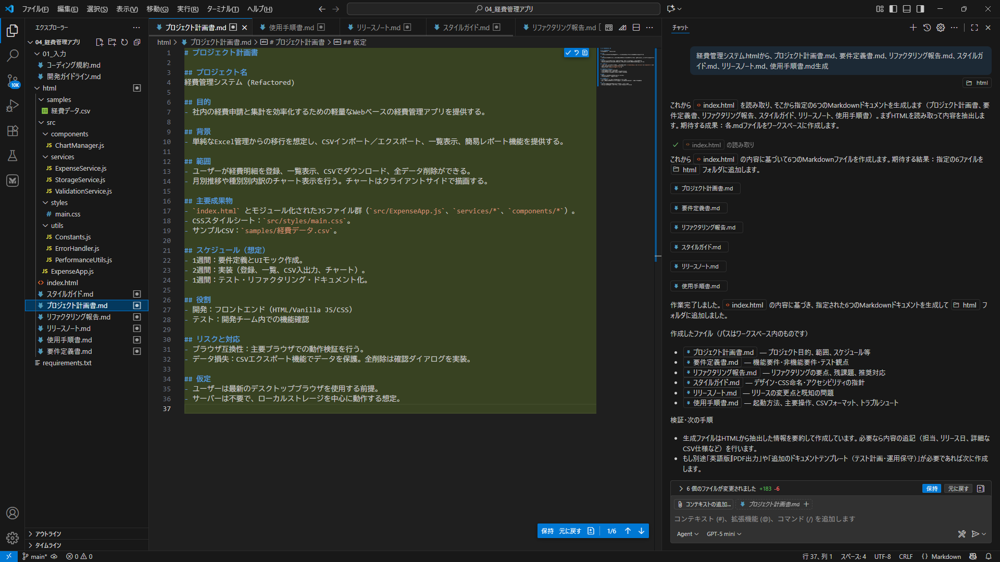 ファイル(F) 編集(E) 選択(S) 表示(V) 移動(G) 実行(R) ターミナル(T) ヘルプ(H)
04_経費管理アプリ
エクスプローラー
04_経費管理アプリ
01_入力
コーディング規約.md
開発ガイドライン.md
html
samples
経費データ.csv
src
components
JS ChartManager.js
services
JS ExpenseService.js
JS StorageService.js
JS ValidationService.js
styles
# main.css
utils
JS Constants.js
JS ErrorHandler.js
JS PerformanceUtils.js
JS ExpenseApp.js
index.html
スタイルガイド.md
プロジェクト計画書.md
リファクタリング報告.md
リリースノート.md
使用手順書.md
要件定義書.md
requirements.txt
アウトライン
タイムライン
10K
プロジェクト計画書.md 使用手順書.md リリースノート.md スタイルガイド.md リファクタリング報告.md
html > プロジェクト計画書.md > # プロジェクト計画書 > ## 仮定
1 # プロジェクト計画書
2
3 ## プロジェクト名
4 経費管理システム (Refactored)
5
6 ## 目的
7 - 社内の経費申請と集計を効率化するための軽量なWebベースの経費管理アプリを提供する。
8
9 ## 背景
10 - 単純なExcel管理からの移行を想定し、CSVインポート／エクスポート、一覧表示、簡易レポート機能を提供する。
11
12 ## 範囲
13 - ユーザーが経費明細を登録、一覧表示、CSVでダウンロード、全データ削除ができる。
14 - 月別推移や種別別内訳のチャート表示を行う。チャートはクライアントサイドで描画する。
15
16 ## 主要成果物
17 - `index.html` とモジュール化されたJSファイル群（`src/ExpenseApp.js`、`services/*`、`components/*`）。
18 - CSSスタイルシート：`src/styles/main.css`。
19 - サンプルCSV：`samples/経費データ.csv`。
20
21 ## スケジュール（想定）
22 - 1週間：要件定義とUIモック作成。
23 - 2週間：実装（登録、一覧、CSV入出力、チャート）。
24 - 1週間：テスト・リファクタリング・ドキュメント化。
25
26 ## 役割
27 - 開発：フロントエンド（HTML/Vanilla JS/CSS）
28 - テスト：開発チーム内での機能確認
29
30 ## リスクと対応
31 - ブラウザ互換性：主要ブラウザでの動作検証を行う。
32 - データ損失：CSVエクスポート機能でデータを保護。全削除は確認ダイアログを実装。
33
34 ## 仮定
35 - ユーザーは最新のデスクトップブラウザを使用する前提。
36 - サーバーは不要で、ローカルストレージを中心に動作する想定。
37
保持 元に戻す 1/6
チャット
経費管理システム.htmlから、プロジェクト計画書.md、要件定義書.md、リファクタリング報告.md、スタイルガ
イド.md、リリースノート.md、使用手順書.md生成
html
これから index.html を読み取り、そこから指定の6つのMarkdownドキュメントを生成します（プロジェクト計画書、要
件定義書、リファクタリング報告、スタイルガイド、リリースノート、使用手順書）。まずHTMLを読み取って内容を抽出しま
す。期待する成果：各.mdファイルをワークスペースに作成します。
index.html の読み取り
これから index.html の内容に基づいて6つのMarkdownファイルを作成します。期待する結果：指定の6ファイルを
html フォルダに追加します。
プロジェクト計画書.md
要件定義書.md
リファクタリング報告.md
スタイルガイド.md
リリースノート.md
使用手順書.md
作業完了しました。 index.html の内容に基づき、指定された6つのMarkdownドキュメントを生成して html フ
ォルダに追加しました。
作成したファイル（パスはワークスペース内のものです）
• プロジェクト計画書.md — プロジェクト目的、範囲、スケジュール等
• 要件定義書.md — 機能要件・非機能要件・テスト観点
• リファクタリング報告.md — リファクタリングの要点、残課題、推奨対応
• スタイルガイド.md — デザイン・CSS命名・アクセシビリティの指針
• リリースノート.md — リリースの変更点と既知の問題
• 使用手順書.md — 起動方法、主要操作、CSVフォーマット、トラブルシュート
検証・次の手順
• 生成ファイルはHTMLから抽出した情報を要約して作成しています。必要なら内容の追記（担当、リリース日、詳細な
CSV仕様など）を行います。
• もし別途「英語版」「PDF出力」や「追加のドキュメントテンプレート（テスト計画・運用保守）」が必要であれば次に作成
します。
6 個のファイルが変更されました +183 -6 保持 元に戻す
コンテキストの追加... プロジェクト計画書.md
コンテキスト (#)、拡張機能 (@)、コマンド (/) を追加します
Agent GPT-5 mini
main* 0 0
行 37、列 1 スペース: 4 UTF-8 CRLF {} Markdown